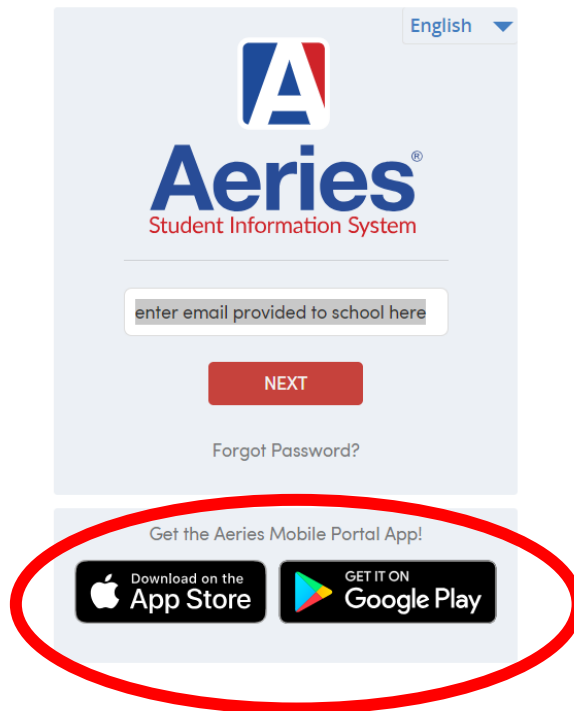 English
A
Aeries®
Student Information System
enter email provided to school here
NEXT
Forgot Password?
Get the Aeries Mobile Portal App!
Download on the
App Store
GET IT ON
Google Play